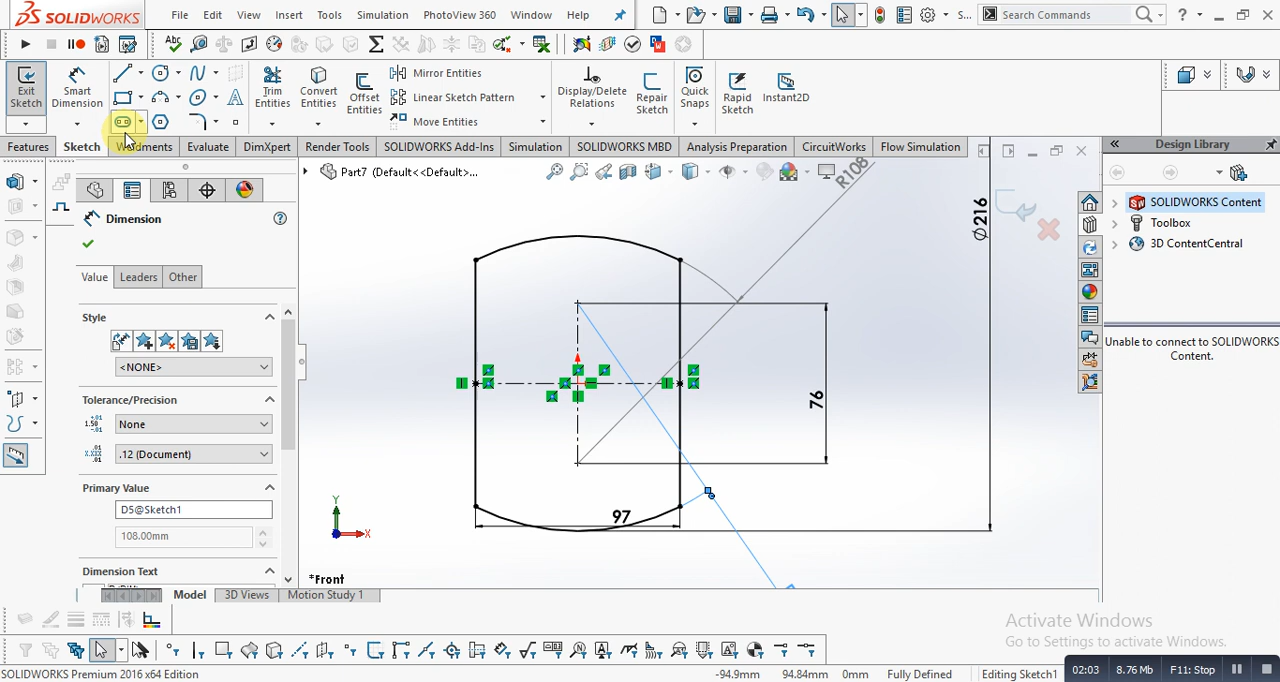 SOLIDWORKS
File Edit View Insert Tools Simulation PhotoView 360 Window Help
S...
Search Commands
Exit Sketch
Smart Dimension
Trim Entities
Convert Entities
Offset Entities
Mirror Entities
Linear Sketch Pattern
Move Entities
Display/Delete Relations
Repair Sketch
Quick Snaps
Rapid Sketch
Instant2D
Features Sketch Weldments Evaluate DimXpert Render Tools SOLIDWORKS Add-Ins Simulation SOLIDWORKS MBD Analysis Preparation CircuitWorks Flow Simulation
Design Library
Part7 (Default<<Default>...
R108
Dimension
SOLIDWORKS Content
Toolbox
3D ContentCentral
Ø216
Value Leaders Other
Style
<NONE>
Unable to connect to SOLIDWORKS
Content.
Tolerance/Precision
None
.12 (Document)
76
Primary Value
D5@Sketch1
108.00mm
97
Y
X
Dimension Text
*Front
Model 3D Views Motion Study 1
Activate Windows
Go to Settings to activate Windows.
SOLIDWORKS Premium 2016 x64 Edition
-94.9mm 94.84mm 0mm Fully Defined Editing Sketch1
02:03 8.76 Mb F11: Stop